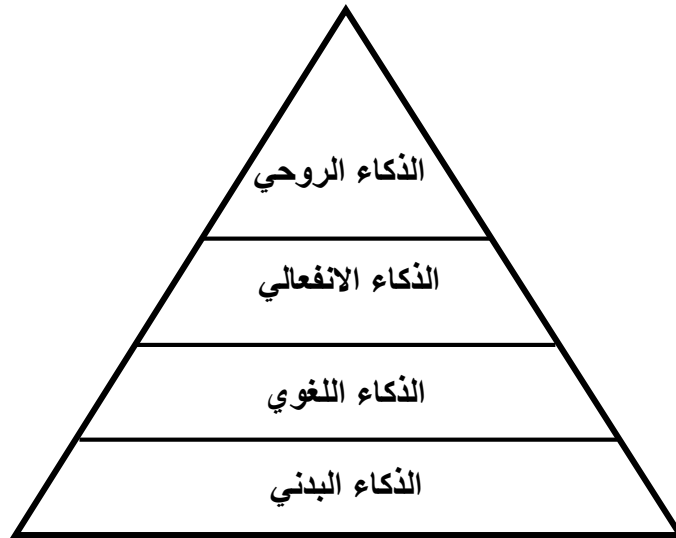 الذكاء الروحي
الذكاء الانفعالي
الذكاء اللغوي
الذكاء البدني